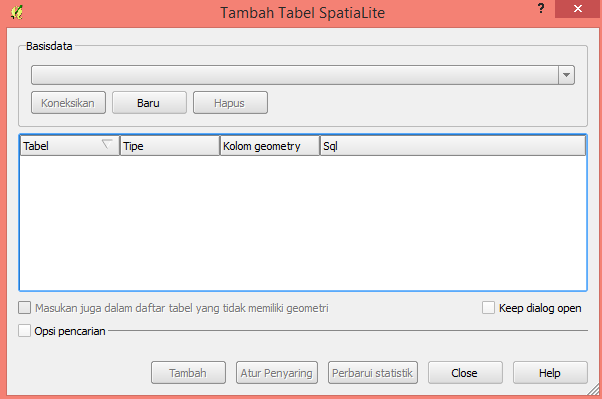 Tambah Tabel SpatiaLite
?
x
Basisdata
Koneksikan Baru Hapus
Tabel Tipe Kolom geometry Sql
Masukan juga dalam daftar tabel yang tidak memiliki geometri Keep dialog open
Opsi pencarian
Tambah Atur Penyaring Perbarui statistik Close Help